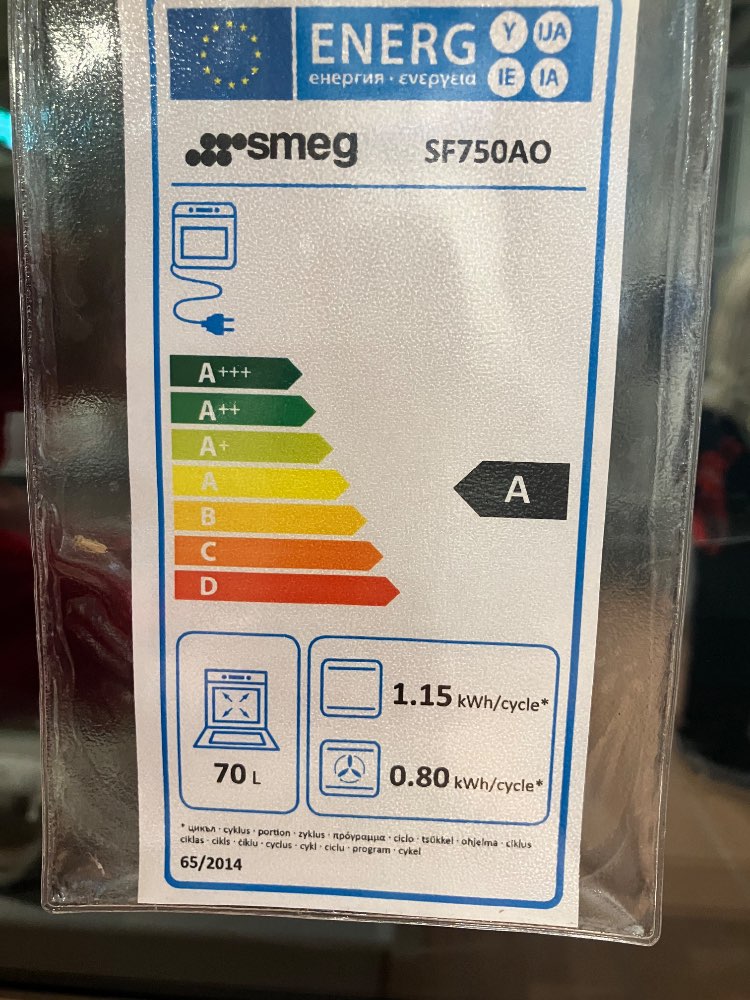 ENERG Y IJA
енергия · ενεργεια IE IA
smeg SF750AO
A+++
A++
A+
A
A
B
C
D
1.15 kWh/cycle*
70 L
0.80 kWh/cycle*
* цикъл · cyklus · portion · zyklus · πρόγραμμα · ciclo · tsükkel · ohjelma · ciklus
ciklas · cikls · ċiklu · cyclus · cykl · ciclu · program · cykel
65/2014